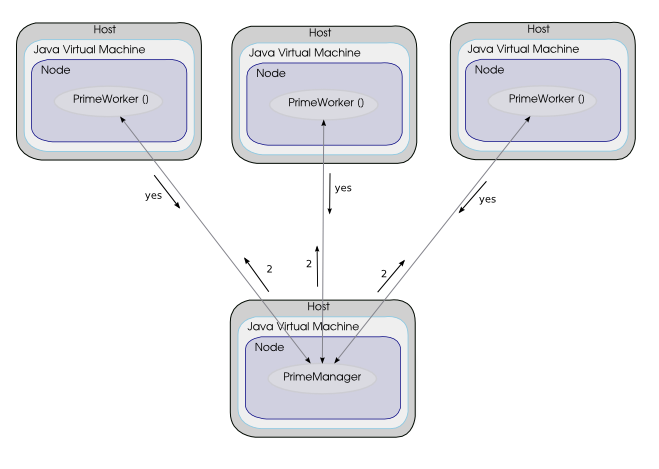 Host
Java Virtual Machine
Node
PrimeWorker ()
Host
Java Virtual Machine
Node
PrimeWorker ()
Host
Java Virtual Machine
Node
PrimeWorker ()
yes
yes
yes
2
2
2
Host
Java Virtual Machine
Node
PrimeManager